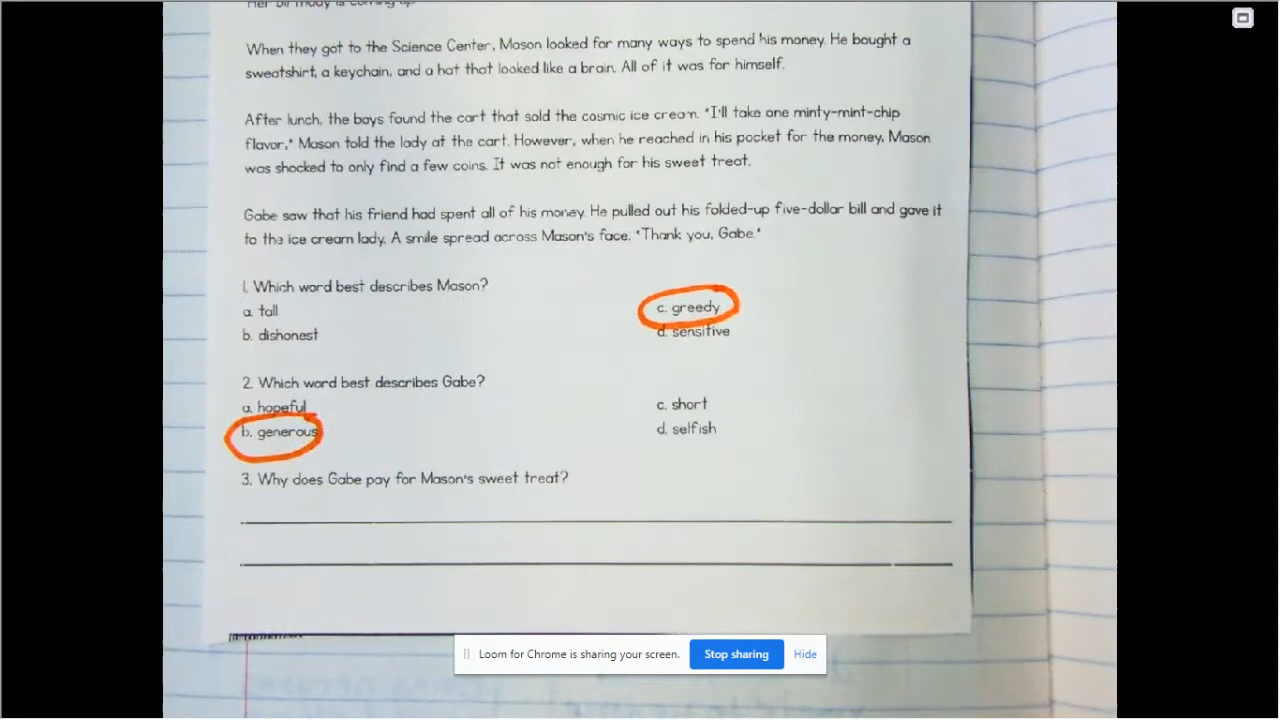 Her birthday is coming up
When they got to the Science Center, Mason looked for many ways to spend his money. He bought a
sweatshirt, a keychain, and a hat that looked like a brain. All of it was for himself.
After lunch, the boys found the cart that sold the cosmic ice cream. "I'll take one minty-mint-chip
flavor," Mason told the lady at the cart. However, when he reached in his pocket for the money, Mason
was shocked to only find a few coins. It was not enough for his sweet treat.
Gabe saw that his friend had spent all of his money. He pulled out his folded-up five-dollar bill and gave it
to the ice cream lady. A smile spread across Mason's face. "Thank you, Gabe."
1. Which word best describes Mason?
a. tall
c. greedy
b. dishonest
d. sensitive
2. Which word best describes Gabe?
a. hopeful
c. short
b. generous
d. selfish
3. Why does Gabe pay for Mason's sweet treat?
Loom for Chrome is sharing your screen. Stop sharing Hide